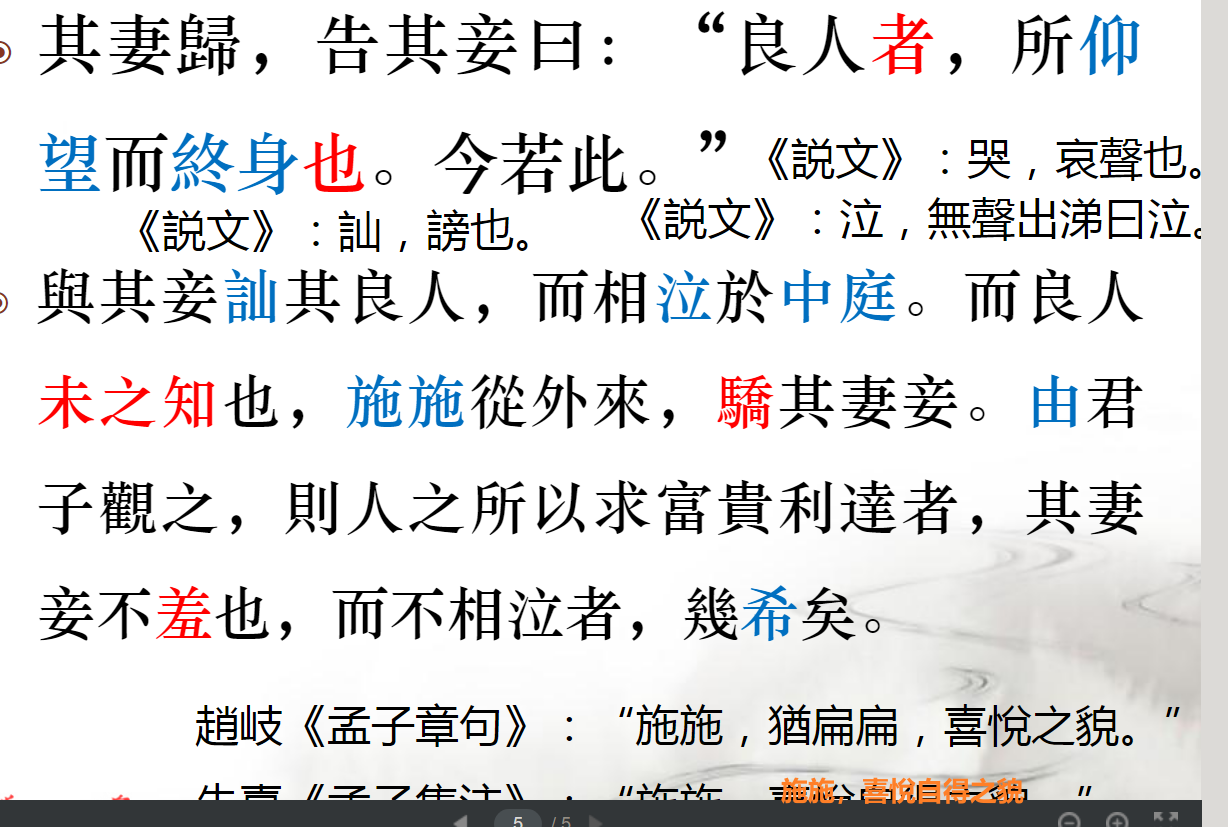 其妻歸，告其妾曰：“良人者，所仰
望而終身也。今若此。”
《説文》：哭，哀聲也。
《説文》：訕，謗也。
《説文》：泣，無聲出涕曰泣。
與其妾訕其良人，而相泣於中庭。而良人
未之知也，施施從外來，驕其妻妾。由君
子觀之，則人之所以求富貴利達者，其妻
妾不羞也，而不相泣者，幾希矣。
趙岐《孟子章句》：“施施，猶扁扁，喜悅之貌。”
施施，喜悅自得之貌
5 / 5